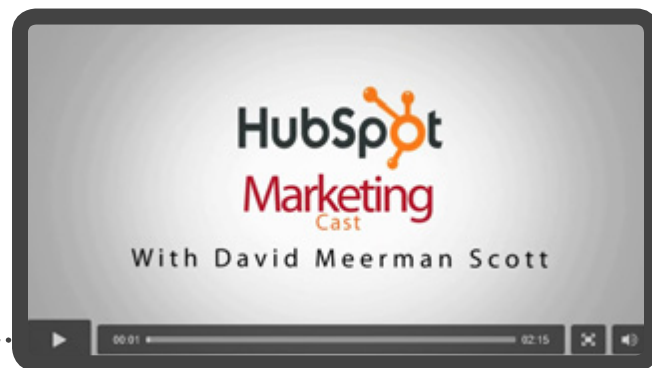 HubSpot
Marketing
Cast
With David Meerman Scott
00:01 02:15